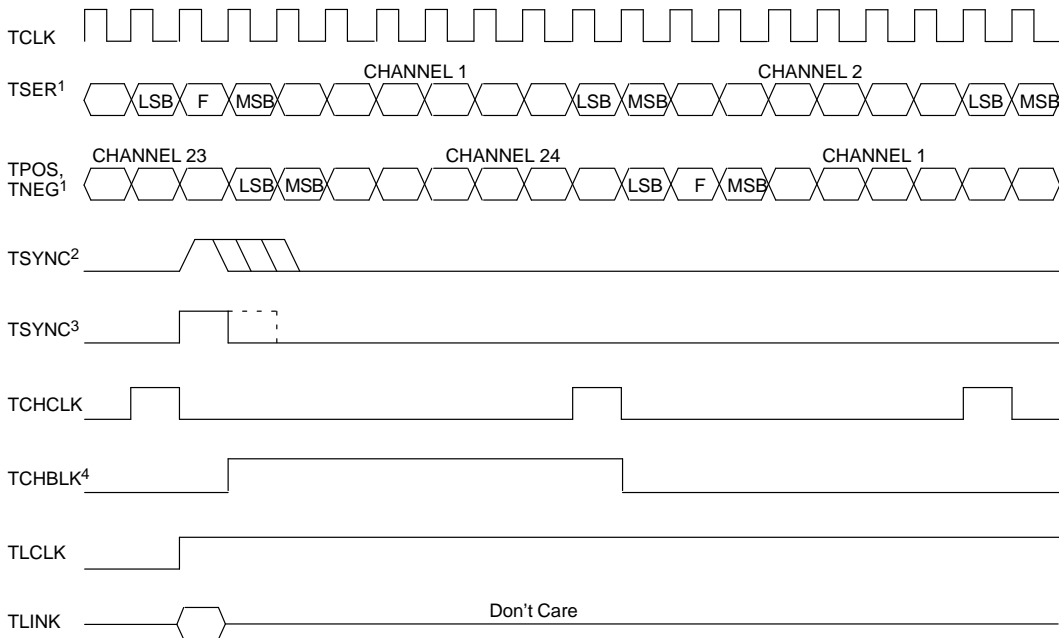 TCLK
CHANNEL 1 CHANNEL 2
TSER1 LSB F MSB LSB MSB LSB MSB
CHANNEL 23 CHANNEL 24 CHANNEL 1
TPOS,
TNEG1 LSB MSB LSB F MSB
TSYNC2
TSYNC3
TCHCLK
TCHBLK4
TLCLK
TLINK Don't Care